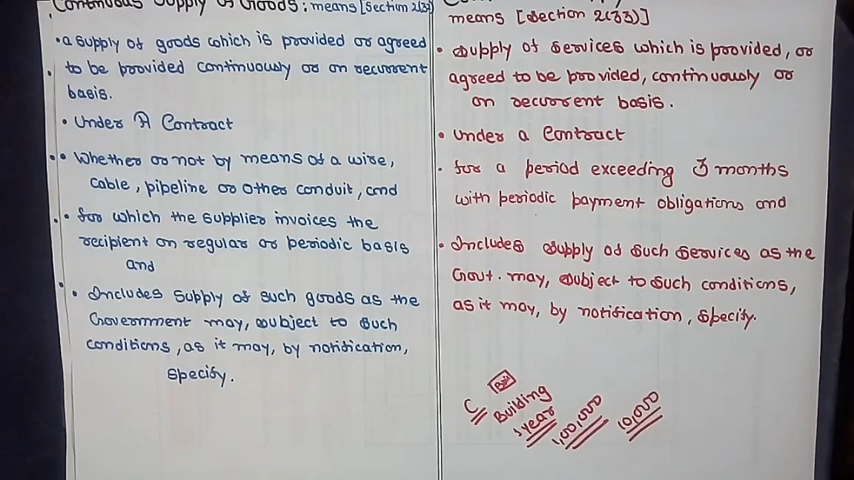 Continuous Supply of Goods: means [Section 2(32)
• a supply of goods which is provided or agreed
to be provided continuously or on recurrent
basis.
• Under A Contract
• Whether or not by means of a wire,
cable, pipeline or other conduit, and
• for which the supplier invoices the
recipient on regular or periodic basis
and
• Includes supply of such goods as the
Government may, subject to such
conditions, as it may, by notification,
specify.
means [Section 2(33)]
• Supply of services which is provided, or
agreed to be provided, continuously or
on recurrent basis.
• Under a Contract
• for a period exceeding 3 months
with periodic payment obligations and
• Includes supply of such services as the
Govt. may, subject to such conditions,
as it may, by notification, specify.
C
Building
1 year
1,00,000
10,000